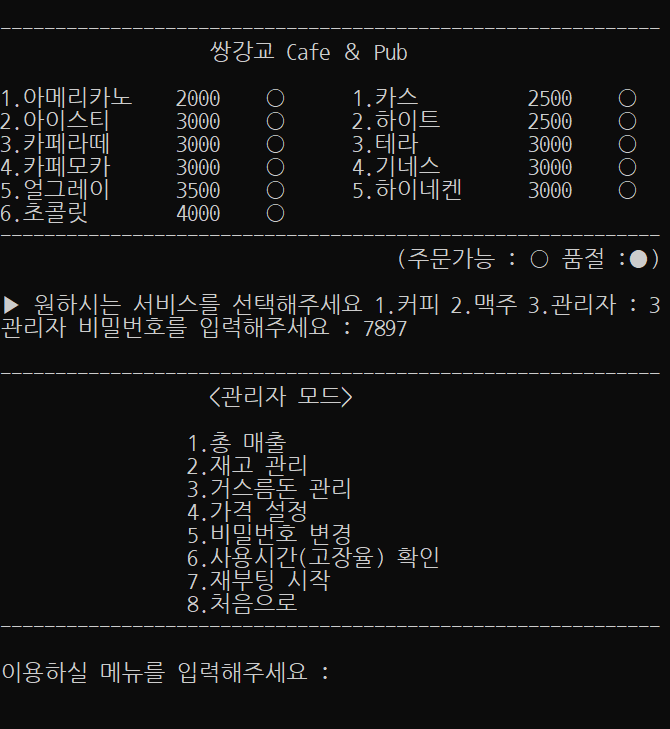 쌍강교 Cafe & Pub
1.아메리카노 2000 ○ 1.카스 2500 ○
2.아이스티 3000 ○ 2.하이트 2500 ○
3.카페라떼 3000 ○ 3.테라 3000 ○
4.카페모카 3000 ○ 4.기네스 3000 ○
5.얼그레이 3500 ○ 5.하이네켄 3000 ○
6.초콜릿 4000 ○
(주문가능 : ○ 품절 :●)
▶ 원하시는 서비스를 선택해주세요 1.커피 2.맥주 3.관리자 : 3
관리자 비밀번호를 입력해주세요 : 7897
<관리자 모드>
1.총 매출
2.재고 관리
3.거스름돈 관리
4.가격 설정
5.비밀번호 변경
6.사용시간(고장율) 확인
7.재부팅 시작
8.처음으로
이용하실 메뉴를 입력해주세요 :